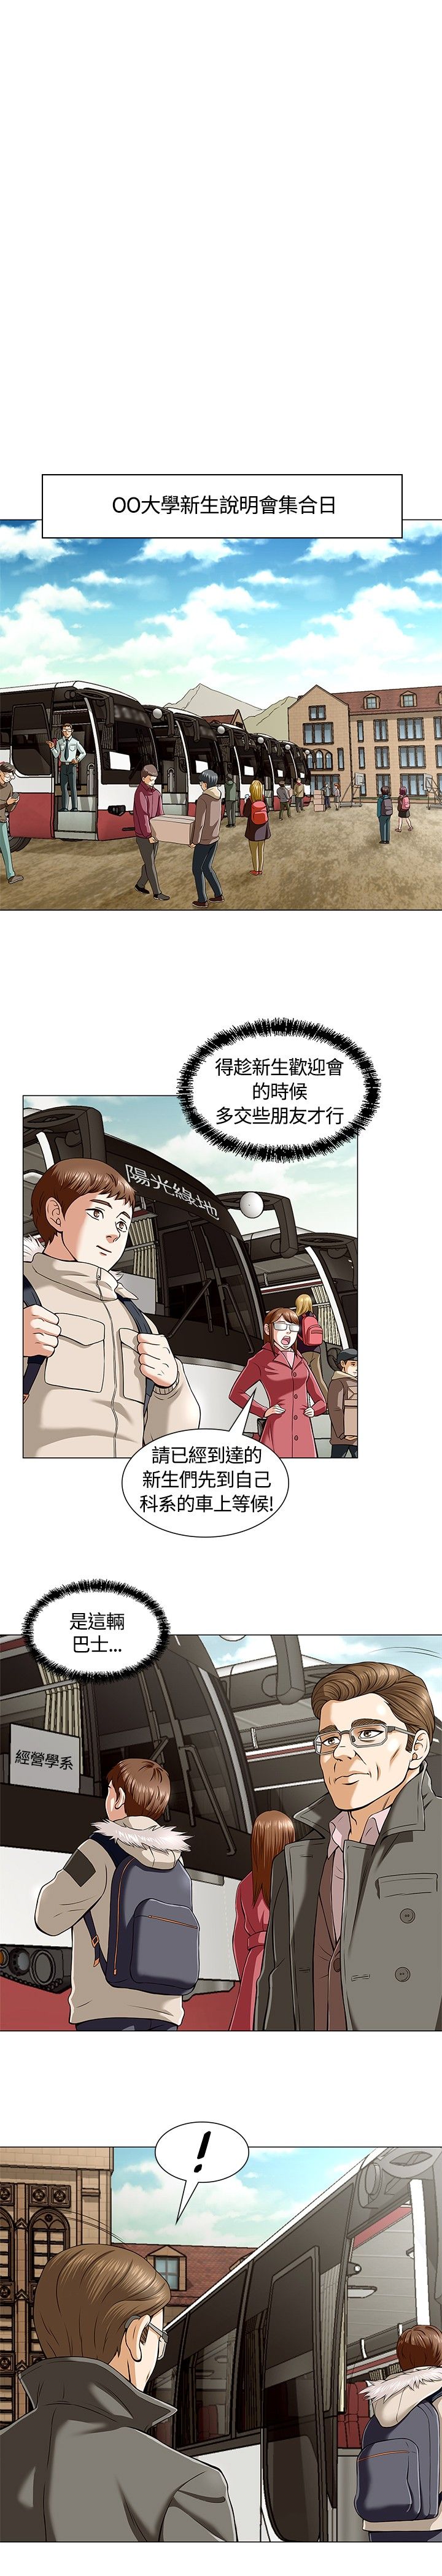 OO大學新生說明會集合日
得趁新生歡迎會
的時候
多交些朋友才行
陽光綠地
請已經到達的
新生們先到自己
科系的車上等候!
是這輛
巴士...
經營學系
!